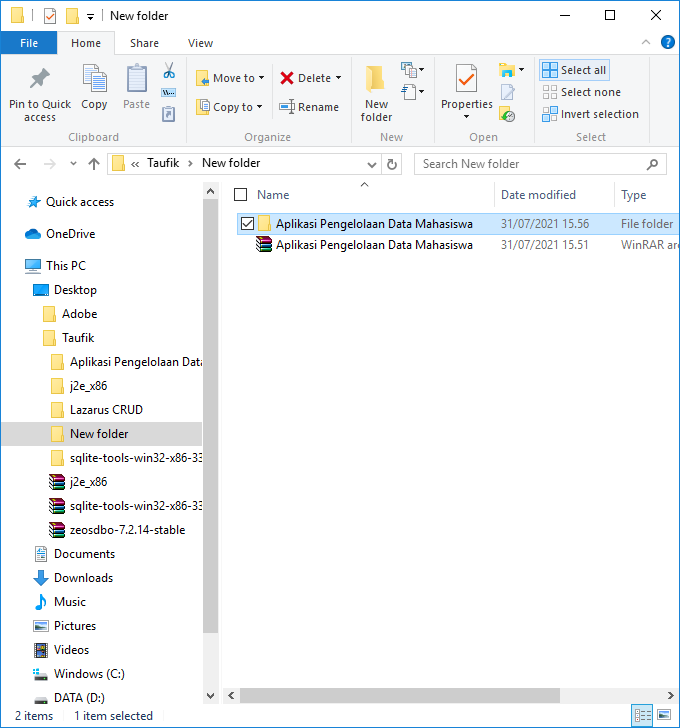 New folder
File Home Share View
Pin to Quick access
Copy
Paste
Clipboard
Move to
Copy to
Delete
Rename
Organize
New folder
New
Properties
Open
Select all
Select none
Invert selection
Select
« Taufik > New folder
Search New folder
Quick access
OneDrive
This PC
Desktop
Adobe
Taufik
Aplikasi Pengelolaan Data
j2e_x86
Lazarus CRUD
New folder
sqlite-tools-win32-x86-33
j2e_x86
sqlite-tools-win32-x86-33
zeosdbo-7.2.14-stable
Documents
Downloads
Music
Pictures
Videos
Windows (C:)
DATA (D:)
Name Date modified Type
Aplikasi Pengelolaan Data Mahasiswa 31/07/2021 15.56 File folder
Aplikasi Pengelolaan Data Mahasiswa 31/07/2021 15.51 WinRAR ar
2 items 1 item selected